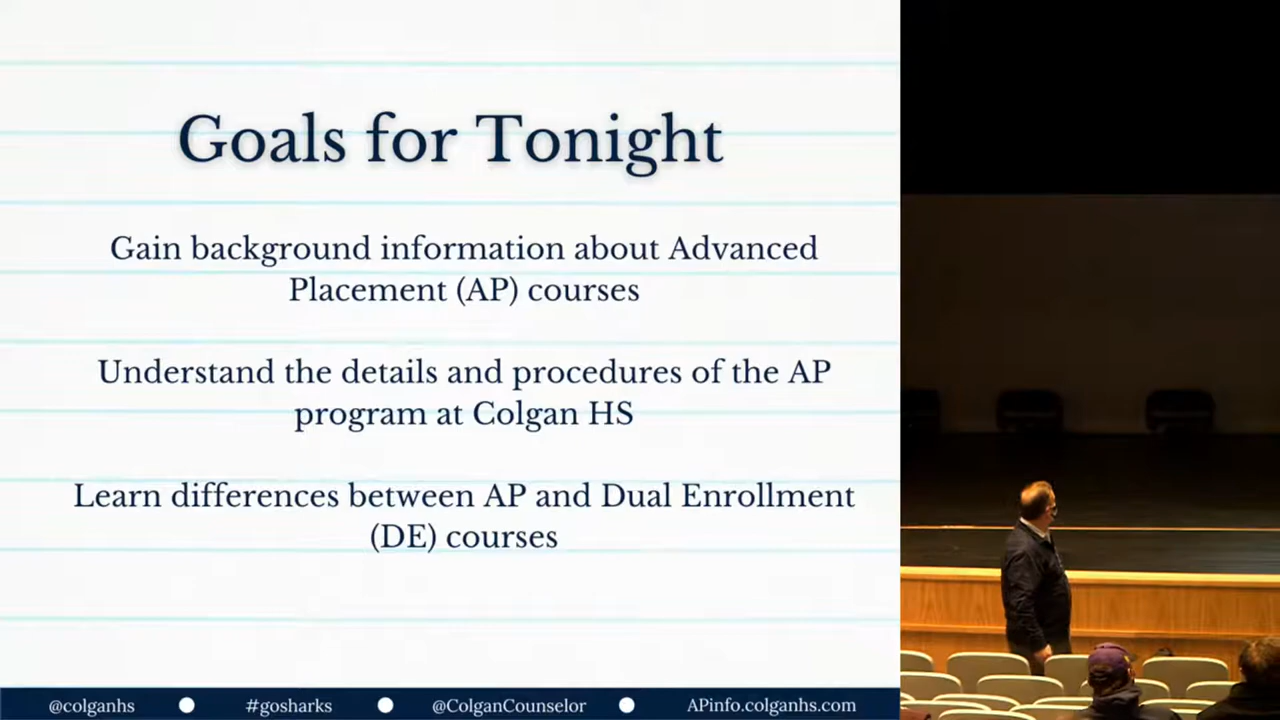 Goals for Tonight
Gain background information about Advanced
Placement (AP) courses
Understand the details and procedures of the AP
program at Colgan HS
Learn differences between AP and Dual Enrollment
(DE) courses
@colganhs ● #gosharks ● @ColganCounselor ● APinfo.colganhs.com